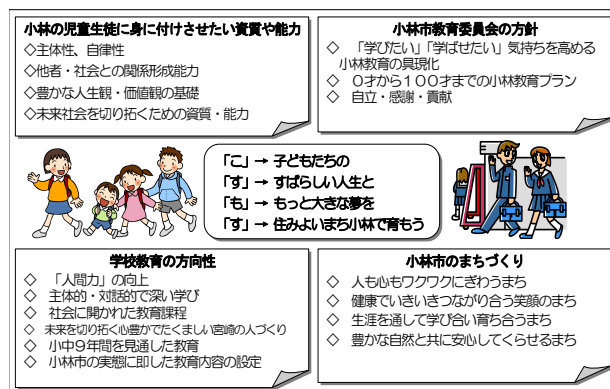 小林の児童生徒に身に付けさせたい資質や能力
◇主体性、自律性
◇他者・社会との関係形成能力
◇豊かな人生観・価値観の基礎
◇未来社会を切り拓くための資質・能力
小林市教育委員会の方針
◇ 「学びたい」「学ばせたい」気持ちを高める
小林教育の具現化
◇ 0才から100才までの小林教育プラン
◇ 自立・感謝・貢献
「こ」→ 子どもたちの
「す」→ すばらしい人生と
「も」→ もっと大きな夢を
「す」→ 住みよいまち小林で育もう
学校教育の方向性
◇ 「人間力」の向上
◇ 主体的・対話的で深い学び
◇ 社会に開かれた教育課程
◇ 未来を切り拓く心豊かでたくましい宮崎の人づくり
◇ 小中9年間を見通した教育
◇ 小林市の実態に即した教育内容の設定
小林市のまちづくり
◇ 人も心もワクワクにぎわうまち
◇ 健康でいきいきつながり合う笑顔のまち
◇ 生涯を通して学び合い育ち合うまち
◇ 豊かな自然と共に安心してくらせるまち